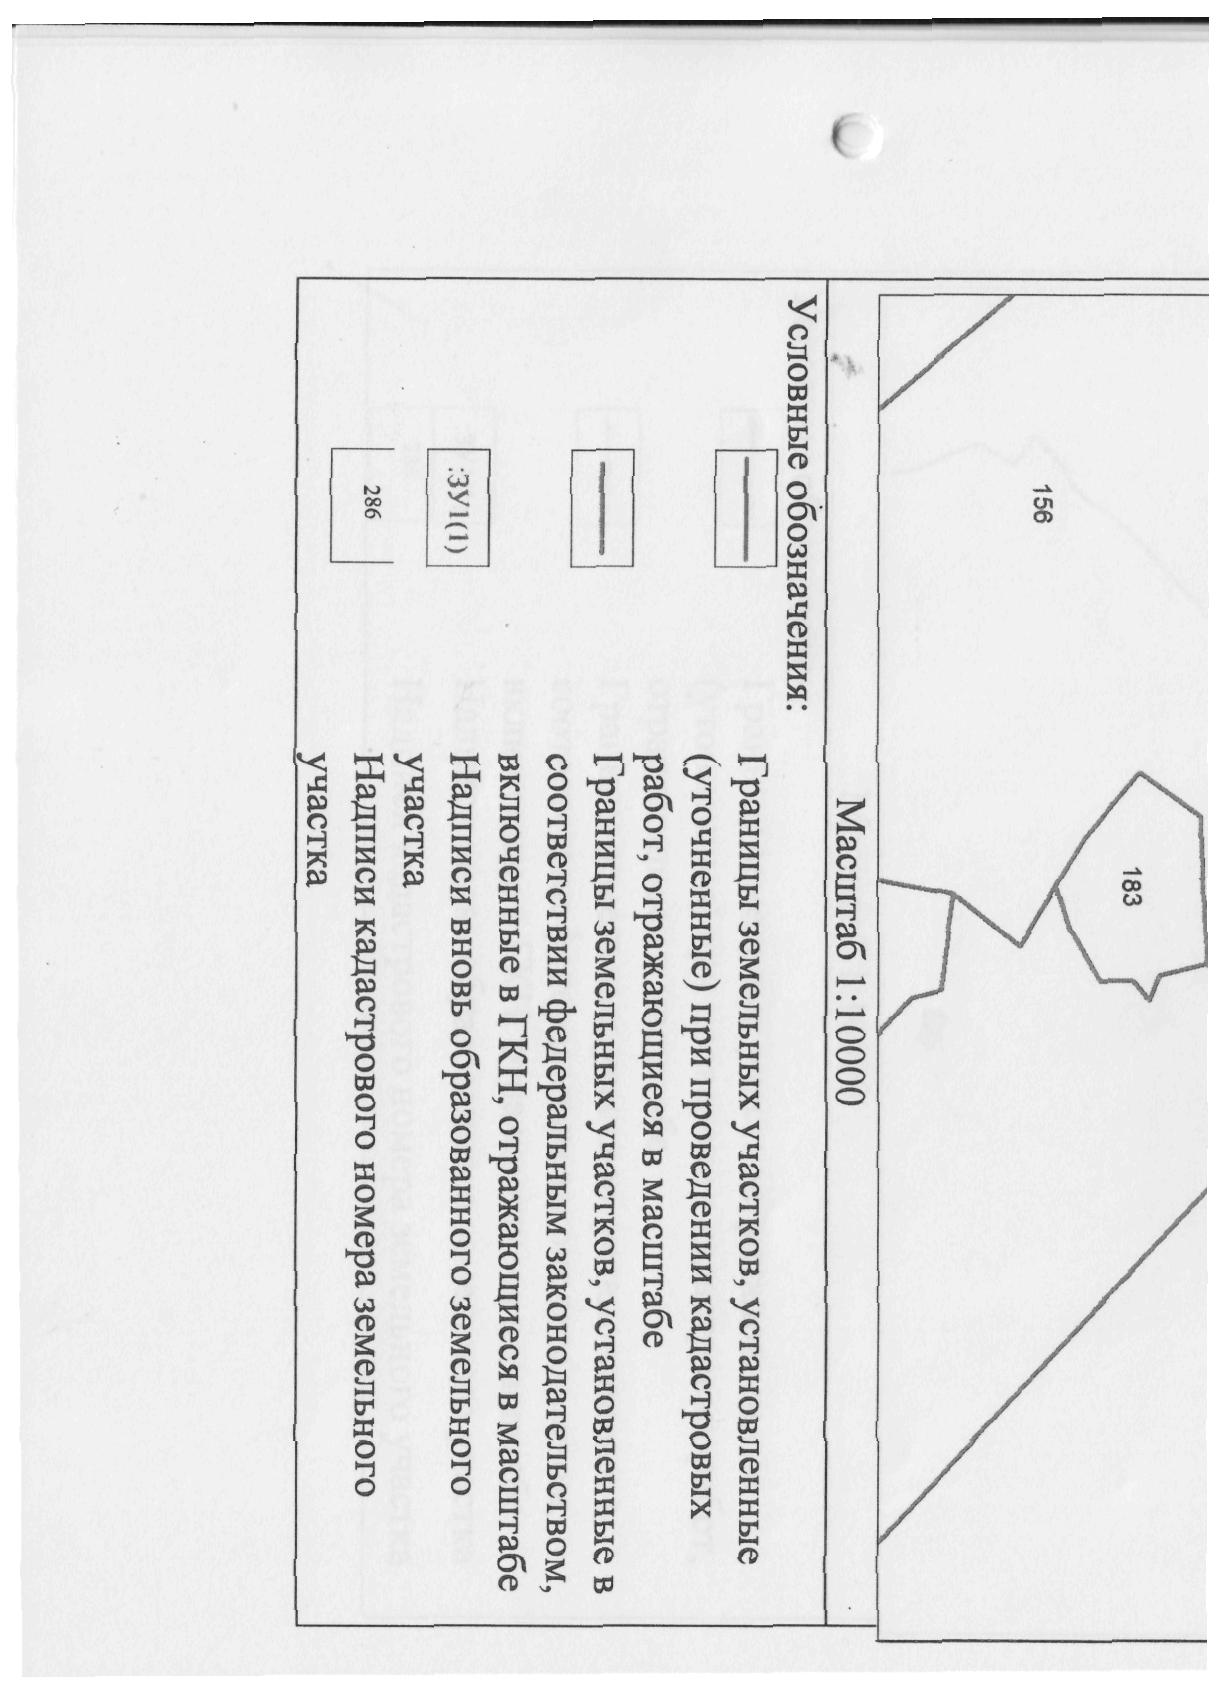 156
183
Масштаб 1:10000
Условные обозначения:
Границы земельных участков, установленные
(уточненные) при проведении кадастровых
работ, отражающиеся в масштабе
Границы земельных участков, установленные в
соответствии федеральным законодательством,
включенные в ГКН, отражающиеся в масштабе
:ЗУ1(1)
Надписи вновь образованного земельного
участка
286
Надписи кадастрового номера земельного
участка